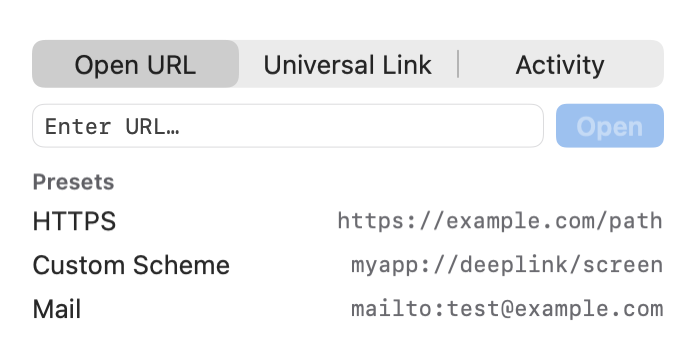 Open URL Universal Link Activity
Enter URL… Open
Presets
HTTPS https://example.com/path
Custom Scheme myapp://deeplink/screen
Mail mailto:test@example.com